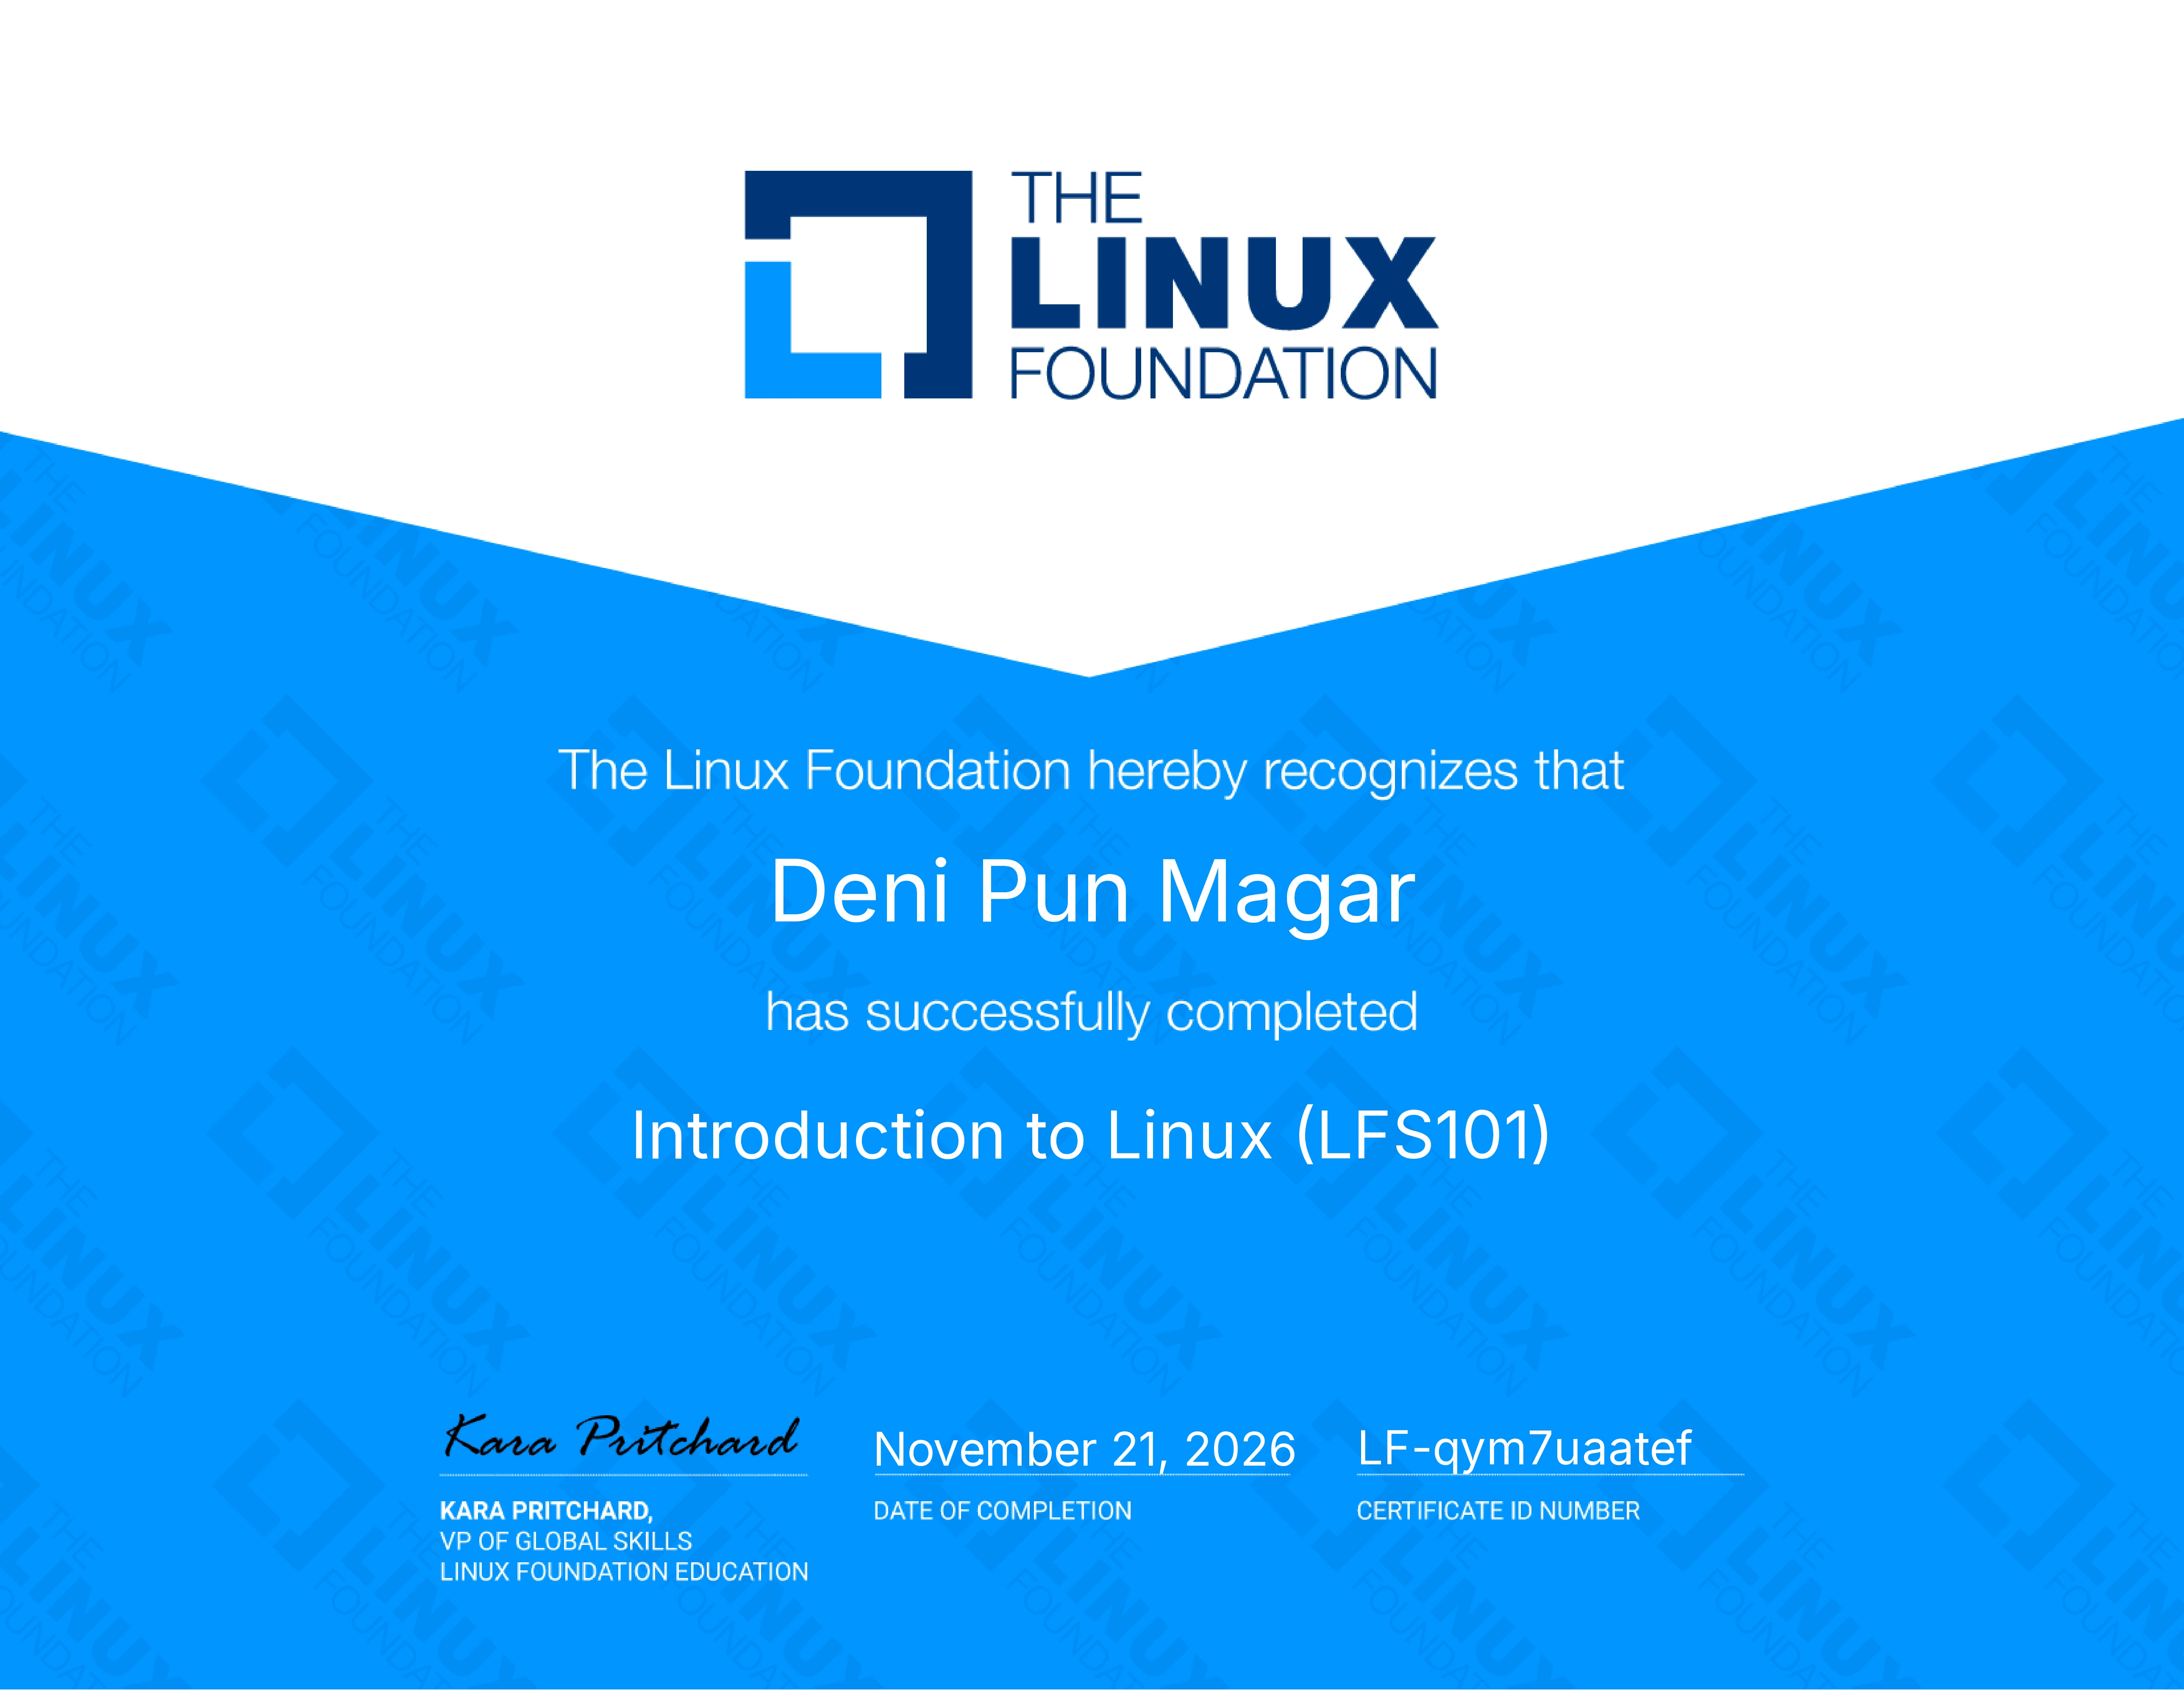 THE
LINUX
FOUNDATION
The Linux Foundation hereby recognizes that
Deni Pun Magar
has successfully completed
Introduction to Linux (LFS101)
Kara Pritchard
KARA PRITCHARD,
VP OF GLOBAL SKILLS
LINUX FOUNDATION EDUCATION
November 21, 2026
DATE OF COMPLETION
LF-qym7uaatef
CERTIFICATE ID NUMBER